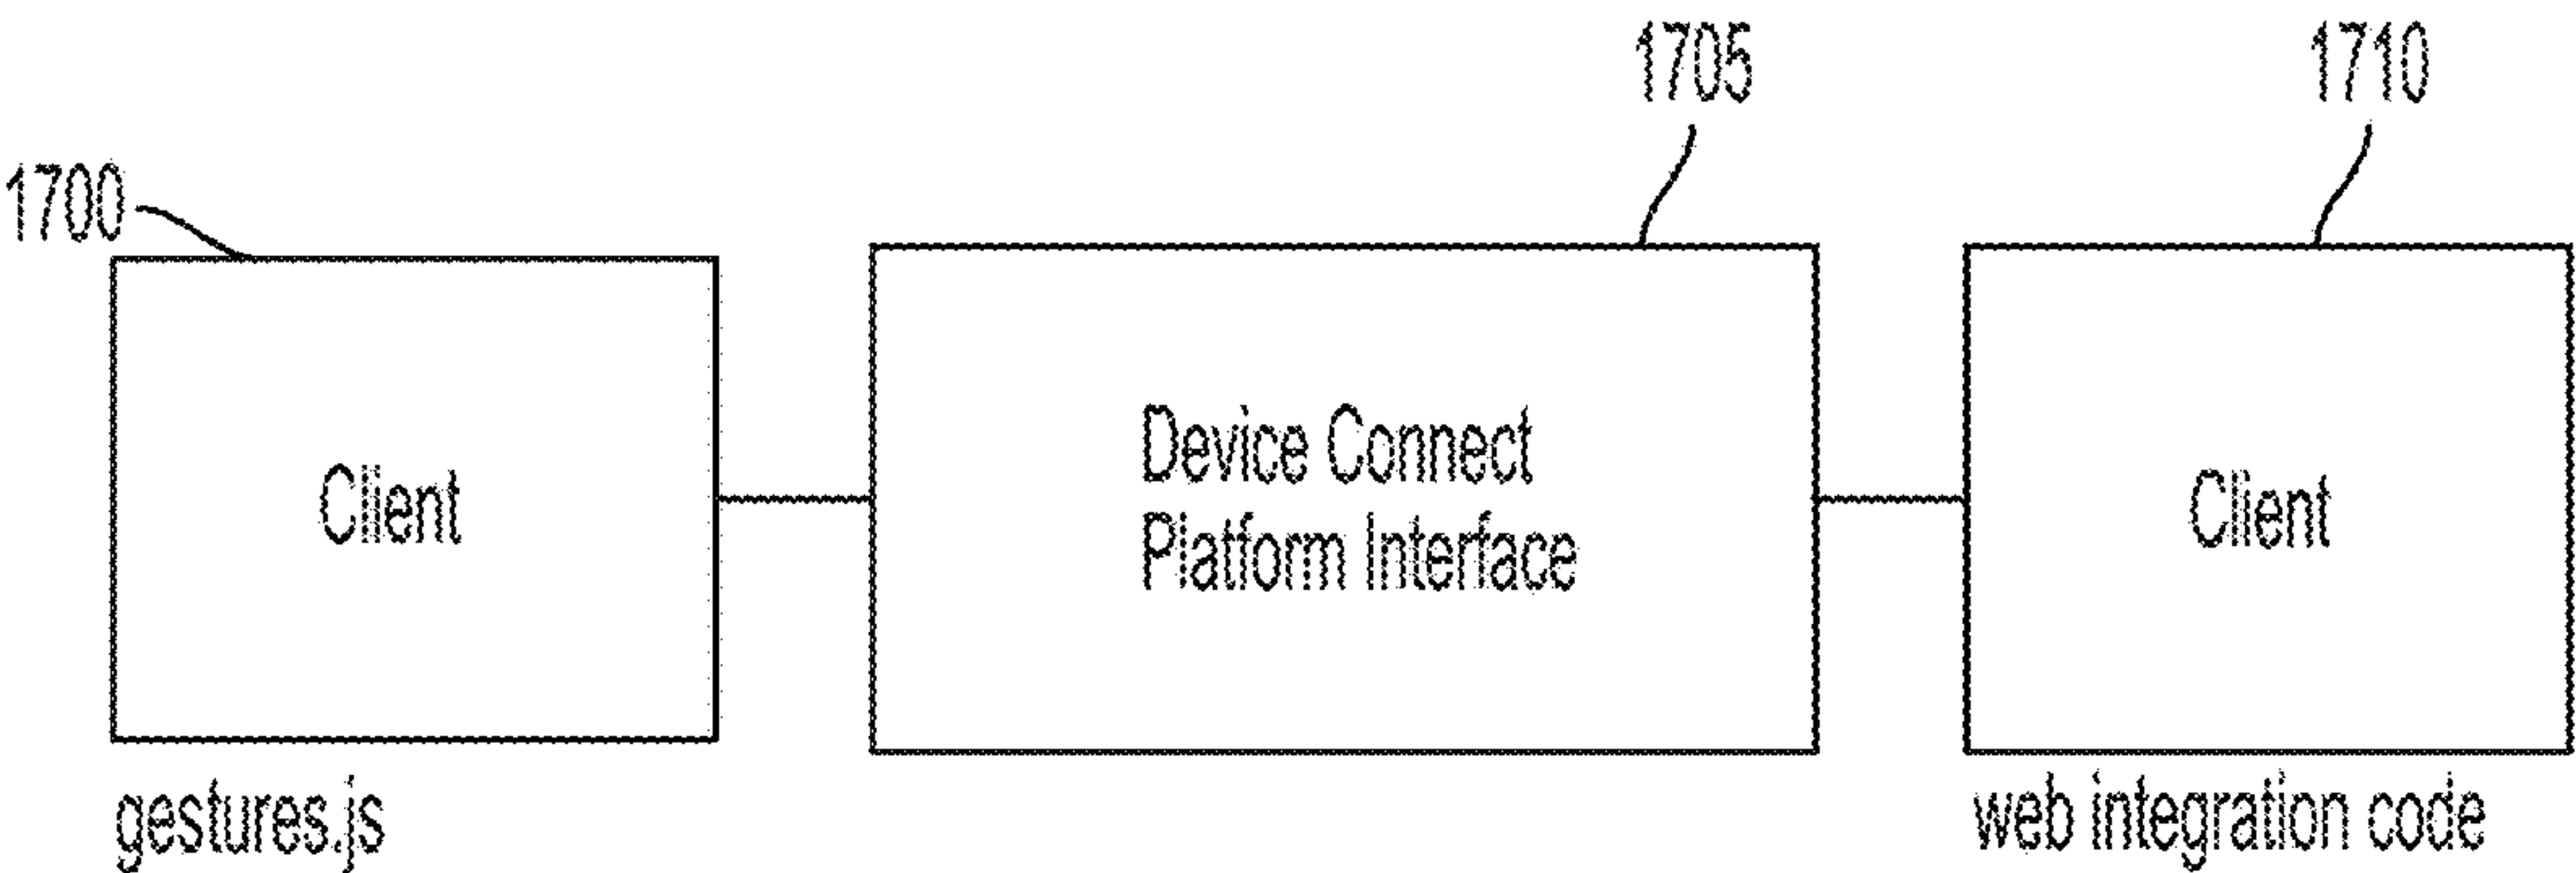 1705
1710
1700
Client
Device Connect
Platform Interface
Client
gestures.js
web integration code